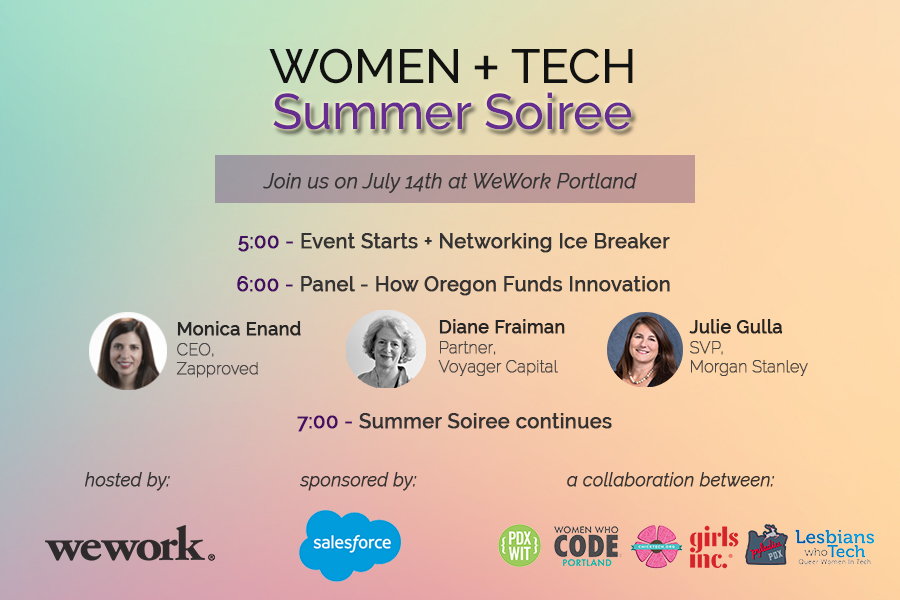 WOMEN + TECH
Summer Soiree
Join us on July 14th at WeWork Portland
5:00 - Event Starts + Networking Ice Breaker
6:00 - Panel - How Oregon Funds Innovation
Monica Enand
CEO,
Zapproved
Diane Fraiman
Partner,
Voyager Capital
Julie Gulla
SVP,
Morgan Stanley
7:00 - Summer Soiree continues
hosted by:
sponsored by:
a collaboration between:
wework®
salesforce
PDX
WIT
WOMEN WHO
CODE
PORTLAND
CHICKTECH.ORG
girls
inc.®
PyLadies
PDX
Lesbians
who Tech
Queer Women In Tech